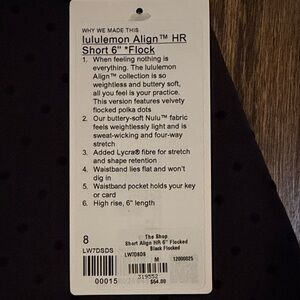 WHY WE MADE THIS
lululemon Align™ HR
Short 6" *Flock
1. When feeling nothing is
everything. The lululemon
Align™ collection is so
weightless and buttery soft,
all you feel is your practice.
This version features velvety
flocked polka dots
2. Our buttery-soft Nulu™ fabric
feels weightlessly light and is
sweat-wicking and four-way
stretch
3. Added Lycra® fibre for stretch
and shape retention
4. Waistband lies flat and won't
dig in
5. Waistband pocket holds your key
or card
6. High rise, 6" length
8
LW7DSDS
00015
The Shop
Short Align HR 6" Flocked
Black Flocked
LW7DSDS
M
12000025
319552
$64.00